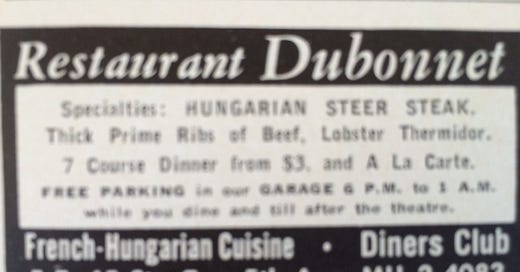 Restaurant Dubonnet
Specialties: HUNGARIAN STEER STEAK.
Thick Prime Ribs of Beef, Lobster Thermidor.
7 Course Dinner from $3. and A La Carte.
FREE PARKING in our GARAGE 6 P.M. to 1 A.M.
while you dine and till after the theatre.
French-Hungarian Cuisine • Diners Club